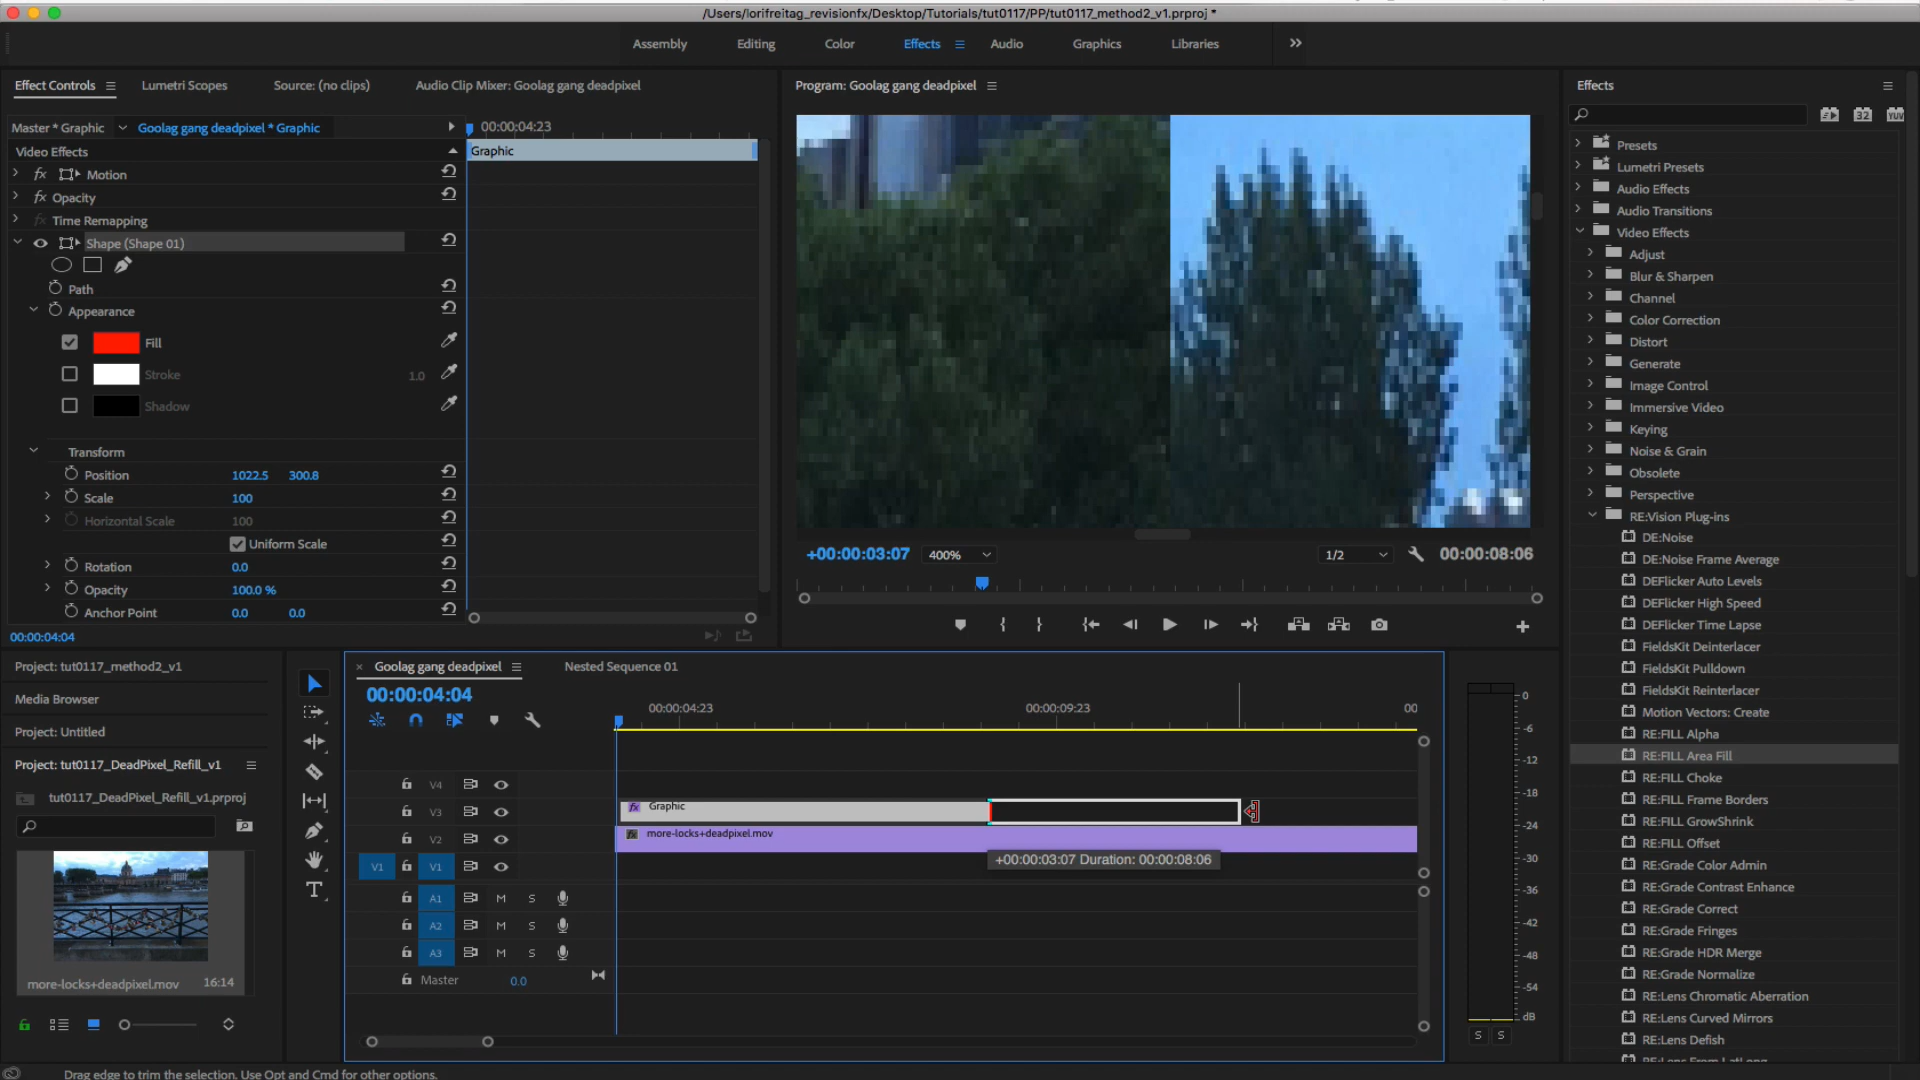 /Users/lorifreitag_revisionfx/Desktop/Tutorials/tut0117/PP/tut0117_method2_v1.prproj *
Assembly
Editing
Color
Effects
Audio
Graphics
Libraries
Effect Controls
Lumetri Scopes
Source: (no clips)
Audio Clip Mixer: Goolag gang deadpixel
Master * Graphic
Goolag gang deadpixel * Graphic
00:00:04:23
Video Effects
Graphic
fx Motion
fx Opacity
fx Time Remapping
Shape (Shape 01)
Path
Appearance
Fill
Stroke 1.0
Shadow
Transform
Position 1022.5 300.8
Scale 100
Horizontal Scale 100
Uniform Scale
Rotation 0.0
Opacity 100.0 %
Anchor Point 0.0 0.0
00:00:04:04
Program: Goolag gang deadpixel
+00:00:03:07
400%
1/2
00:00:08:06
Effects
32
YUV
Presets
Lumetri Presets
Audio Effects
Audio Transitions
Video Effects
Adjust
Blur & Sharpen
Channel
Color Correction
Distort
Generate
Image Control
Immersive Video
Keying
Noise & Grain
Obsolete
Perspective
RE:Vision Plug-ins
DE:Noise
DE:Noise Frame Average
DEFlicker Auto Levels
DEFlicker High Speed
DEFlicker Time Lapse
FieldsKit Deinterlacer
FieldsKit Pulldown
FieldsKit Reinterlacer
Motion Vectors: Create
RE:FILL Alpha
RE:FILL Area Fill
RE:FILL Choke
RE:FILL Frame Borders
RE:FILL GrowShrink
RE:FILL Offset
RE:Grade Color Admin
RE:Grade Contrast Enhance
RE:Grade Correct
RE:Grade Fringes
RE:Grade HDR Merge
RE:Grade Normalize
RE:Lens Chromatic Aberration
RE:Lens Curved Mirrors
RE:Lens Defish
RE:Lens From LatLong
Project: tut0117_method2_v1
Media Browser
Project: Untitled
Project: tut0117_DeadPixel_Refill_v1
tut0117_DeadPixel_Refill_v1.prproj
more-locks+deadpixel.mov 16:14
Goolag gang deadpixel
Nested Sequence 01
00:00:04:04
00:00:04:23
00:00:09:23
00
V4
V3
fx Graphic
V2
fx more-locks+deadpixel.mov
+00:00:03:07 Duration: 00:00:08:06
V1 V1
A1 M S
A2 M S
A3 M S
Master 0.0
0
-6
-12
-18
-24
-30
-36
-42
-48
-54
dB
S S
Drag edge to trim the selection. Use Opt and Cmd for other options.